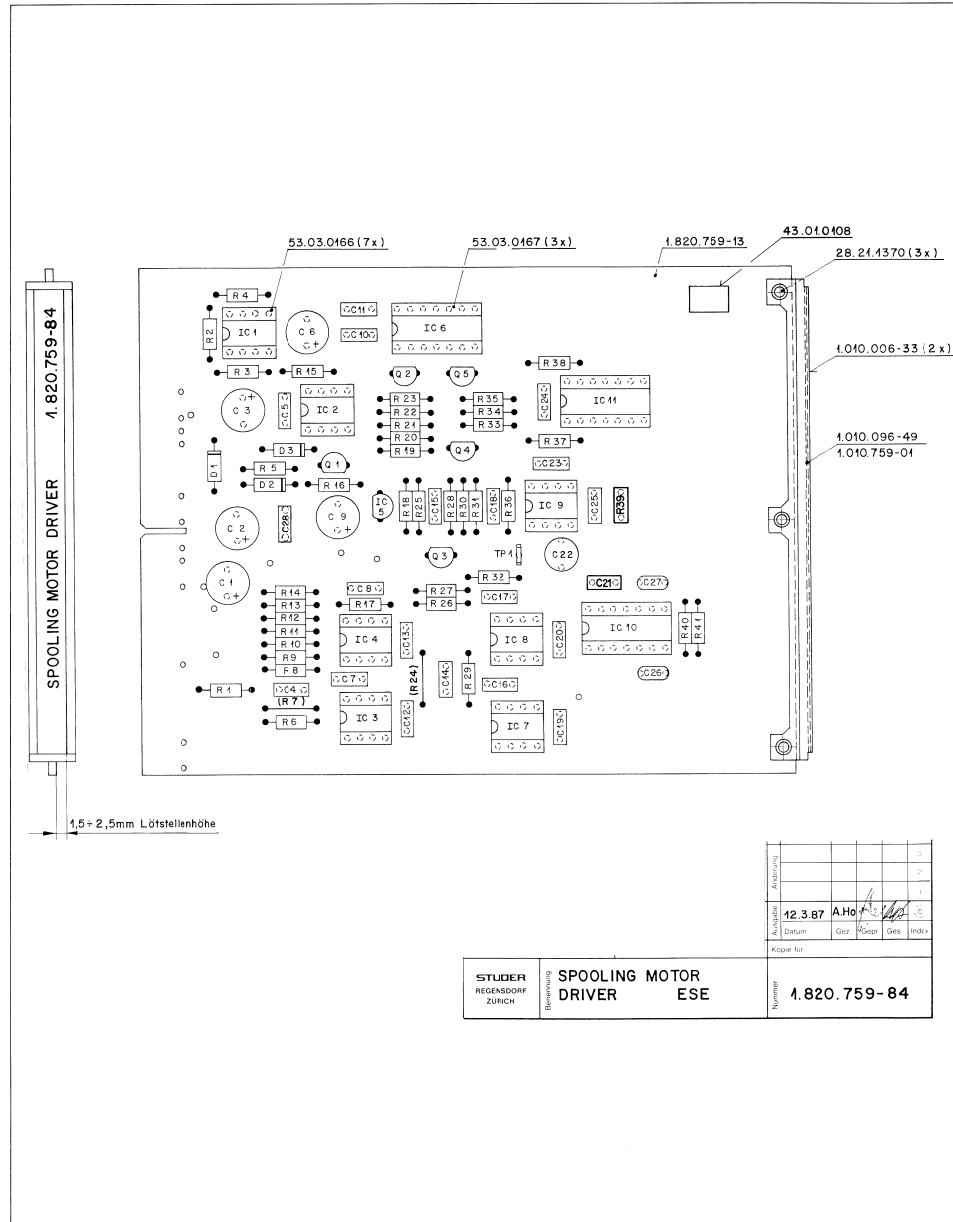 53.03.0166 (7x)
53.03.0167 (3x)
1.820.759-13
43.01.0108
28.21.1370 (3x)
1.010.006-33 (2x)
1.010.096-49
1.010.759-01
SPOOLING MOTOR DRIVER 1.820.759-84
R 4
IC 1
R 2
C 6
C11
C10
IC 6
R 3
R 15
Q 2
Q 5
R 38
C 3
C 5
IC 2
R 23
R 22
R 21
R 20
R 19
R 35
R 34
R 33
C24
IC 11
Q 4
R 37
C23
D1
D3
R 5
D 2
Q 1
R 16
C 2
C28
C 9
IC 5
R 18
R 25
C15
R 28
R 30
R 31
C18
R 36
IC 9
C25
R39
Q 3
TP1
C22
C 1
R 32
C21
C27
R 14
R 13
R 12
R 11
R 10
R 9
R 8
C 8
R 17
R 27
R 26
C17
IC 4
C13
IC 8
C20
IC 10
R 40
R 41
R 1
C4
(R 7)
R 6
C 7
(R24)
C14
R 29
C16
C26
IC 3
C12
IC 7
C19
1,5÷2,5mm Lötstellenhöhe
Änderung
3
2
1
Ausgabe
12.3.87 A.Ho
0
Datum Gez Gepr Ges Index
Kopie für
STUDER
REGENSDORF
ZÜRICH
Benennung
SPOOLING MOTOR
DRIVER ESE
Nummer
1.820.759-84